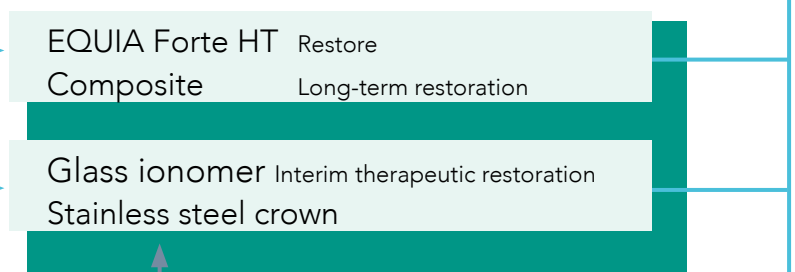 EQUIA Forte HT Restore
Composite Long-term restoration
Glass ionomer Interim therapeutic restoration
Stainless steel crown